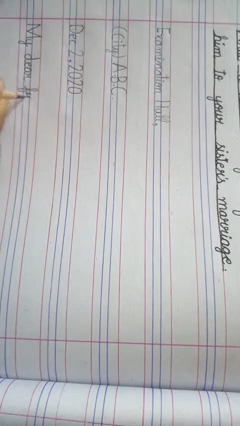 him to your sister's marriage.
Examination Hall,
(City) ABC
Dec 2, 2020
My dear